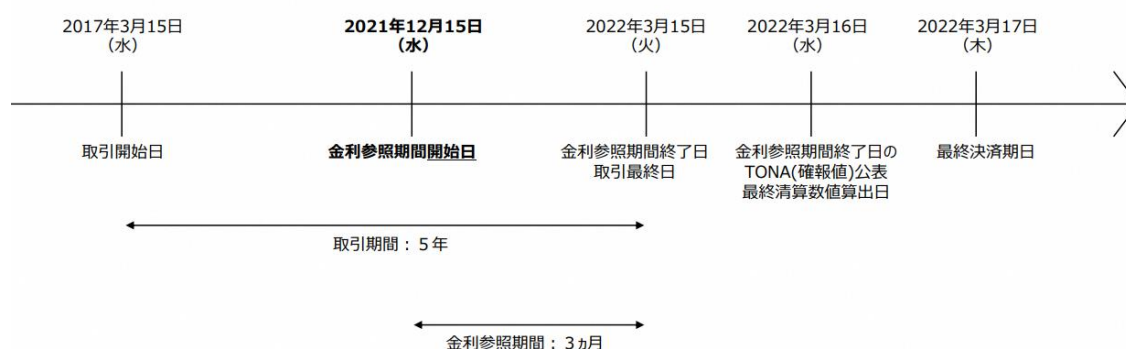 2017年3月15日
（水）
2021年12月15日
（水）
2022年3月15日
（火）
2022年3月16日
（水）
2022年3月17日
（木）
取引開始日
金利参照期間開始日
金利参照期間終了日
取引最終日
金利参照期間終了日の
TONA(確報値)公表
最終清算数値算出日
最終決済期日
取引期間：５年
金利参照期間：３ヵ月